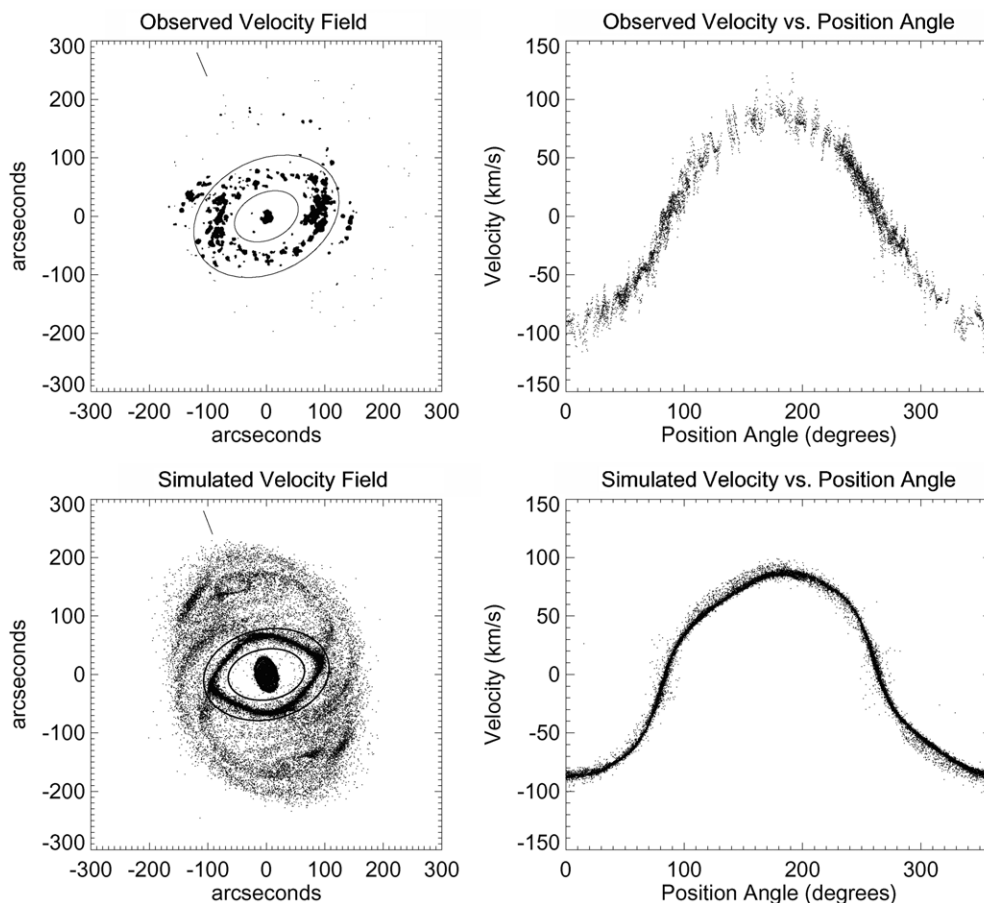 Observed Velocity Field
300
200
100
0
-100
-200
-300
arcseconds
-300 -200 -100 0 100 200 300
arcseconds
Observed Velocity vs. Position Angle
150
100
50
0
-50
-100
-150
Velocity (km/s)
0 100 200 300
Position Angle (degrees)
Simulated Velocity Field
300
200
100
0
-100
-200
-300
arcseconds
-300 -200 -100 0 100 200 300
arcseconds
Simulated Velocity vs. Position Angle
150
100
50
0
-50
-100
-150
Velocity (km/s)
0 100 200 300
Position Angle (degrees)